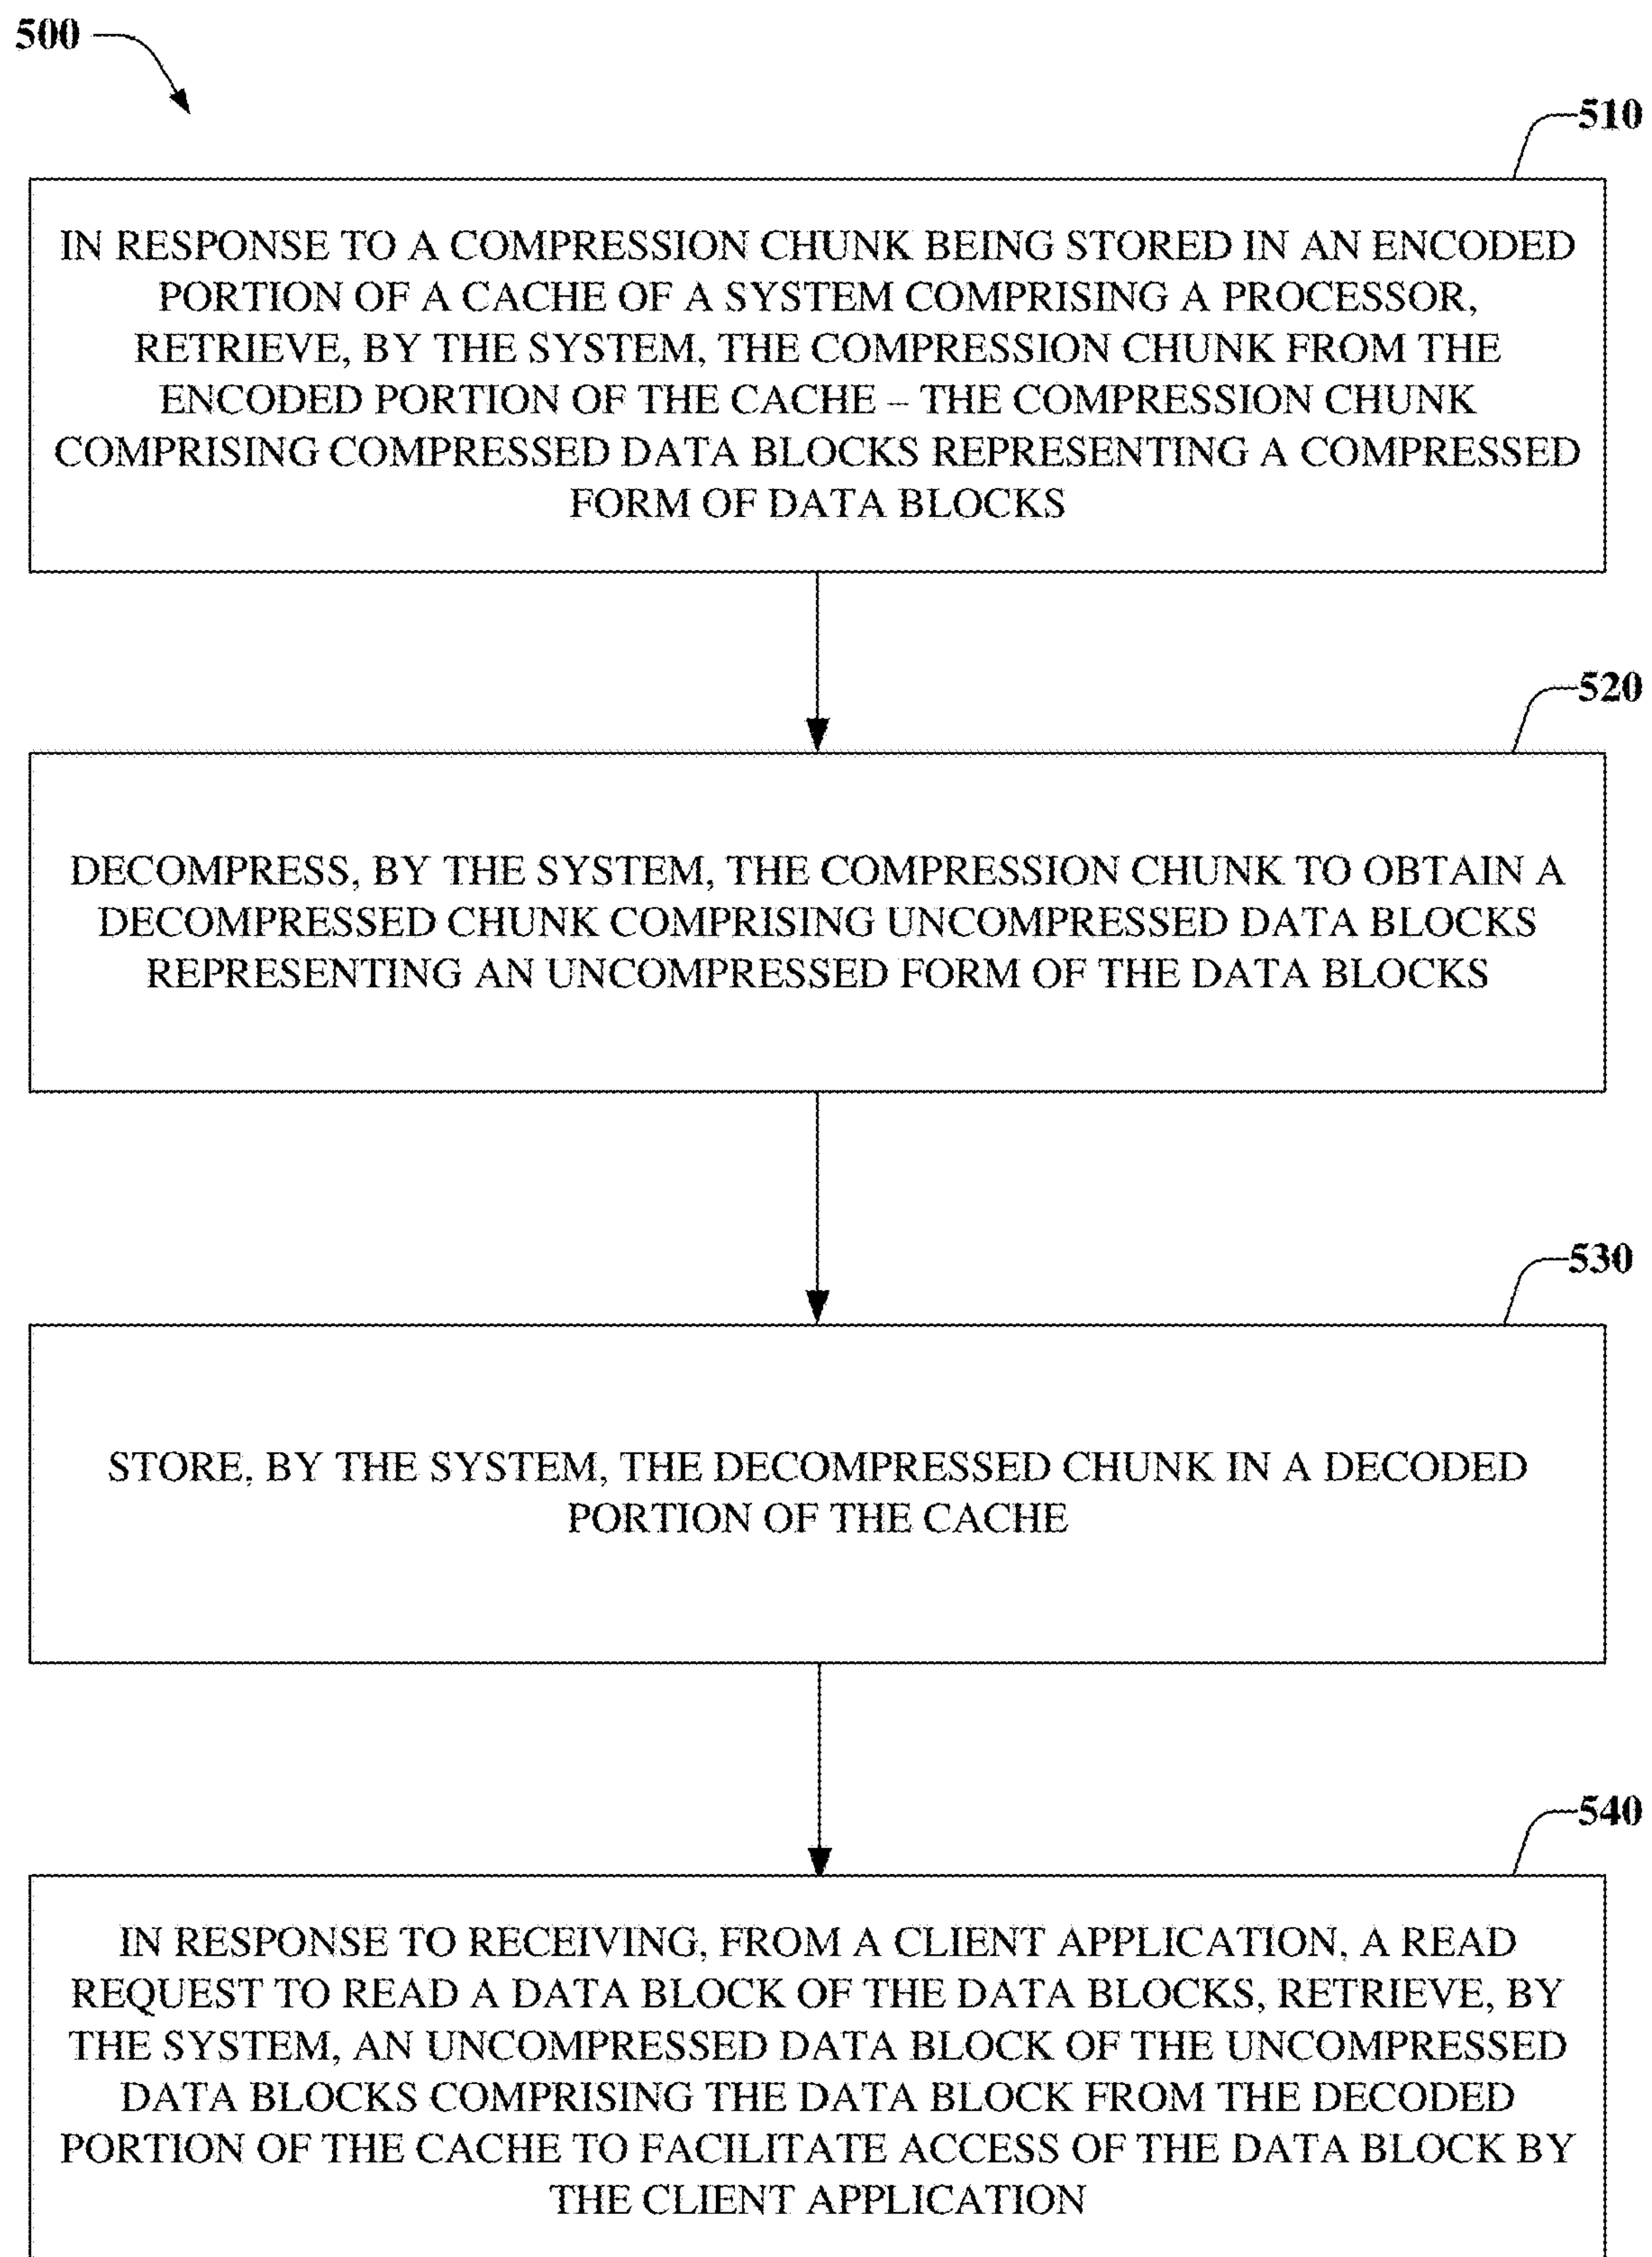 500
510
IN RESPONSE TO A COMPRESSION CHUNK BEING STORED IN AN ENCODED
PORTION OF A CACHE OF A SYSTEM COMPRISING A PROCESSOR,
RETRIEVE, BY THE SYSTEM, THE COMPRESSION CHUNK FROM THE
ENCODED PORTION OF THE CACHE – THE COMPRESSION CHUNK
COMPRISING COMPRESSED DATA BLOCKS REPRESENTING A COMPRESSED
FORM OF DATA BLOCKS
520
DECOMPRESS, BY THE SYSTEM, THE COMPRESSION CHUNK TO OBTAIN A
DECOMPRESSED CHUNK COMPRISING UNCOMPRESSED DATA BLOCKS
REPRESENTING AN UNCOMPRESSED FORM OF THE DATA BLOCKS
530
STORE, BY THE SYSTEM, THE DECOMPRESSED CHUNK IN A DECODED
PORTION OF THE CACHE
540
IN RESPONSE TO RECEIVING, FROM A CLIENT APPLICATION, A READ
REQUEST TO READ A DATA BLOCK OF THE DATA BLOCKS, RETRIEVE, BY
THE SYSTEM, AN UNCOMPRESSED DATA BLOCK OF THE UNCOMPRESSED
DATA BLOCKS COMPRISING THE DATA BLOCK FROM THE DECODED
PORTION OF THE CACHE TO FACILITATE ACCESS OF THE DATA BLOCK BY
THE CLIENT APPLICATION